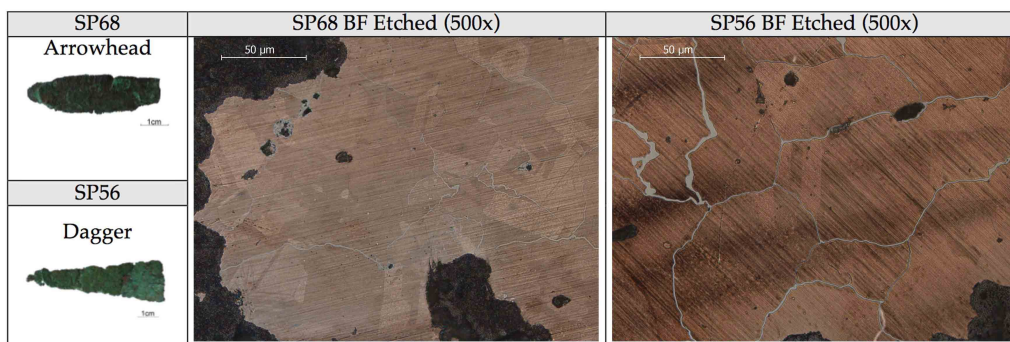 SP68
Arrowhead
1cm
SP56
Dagger
1cm
SP68 BF Etched (500x)
50 µm
SP56 BF Etched (500x)
50 µm